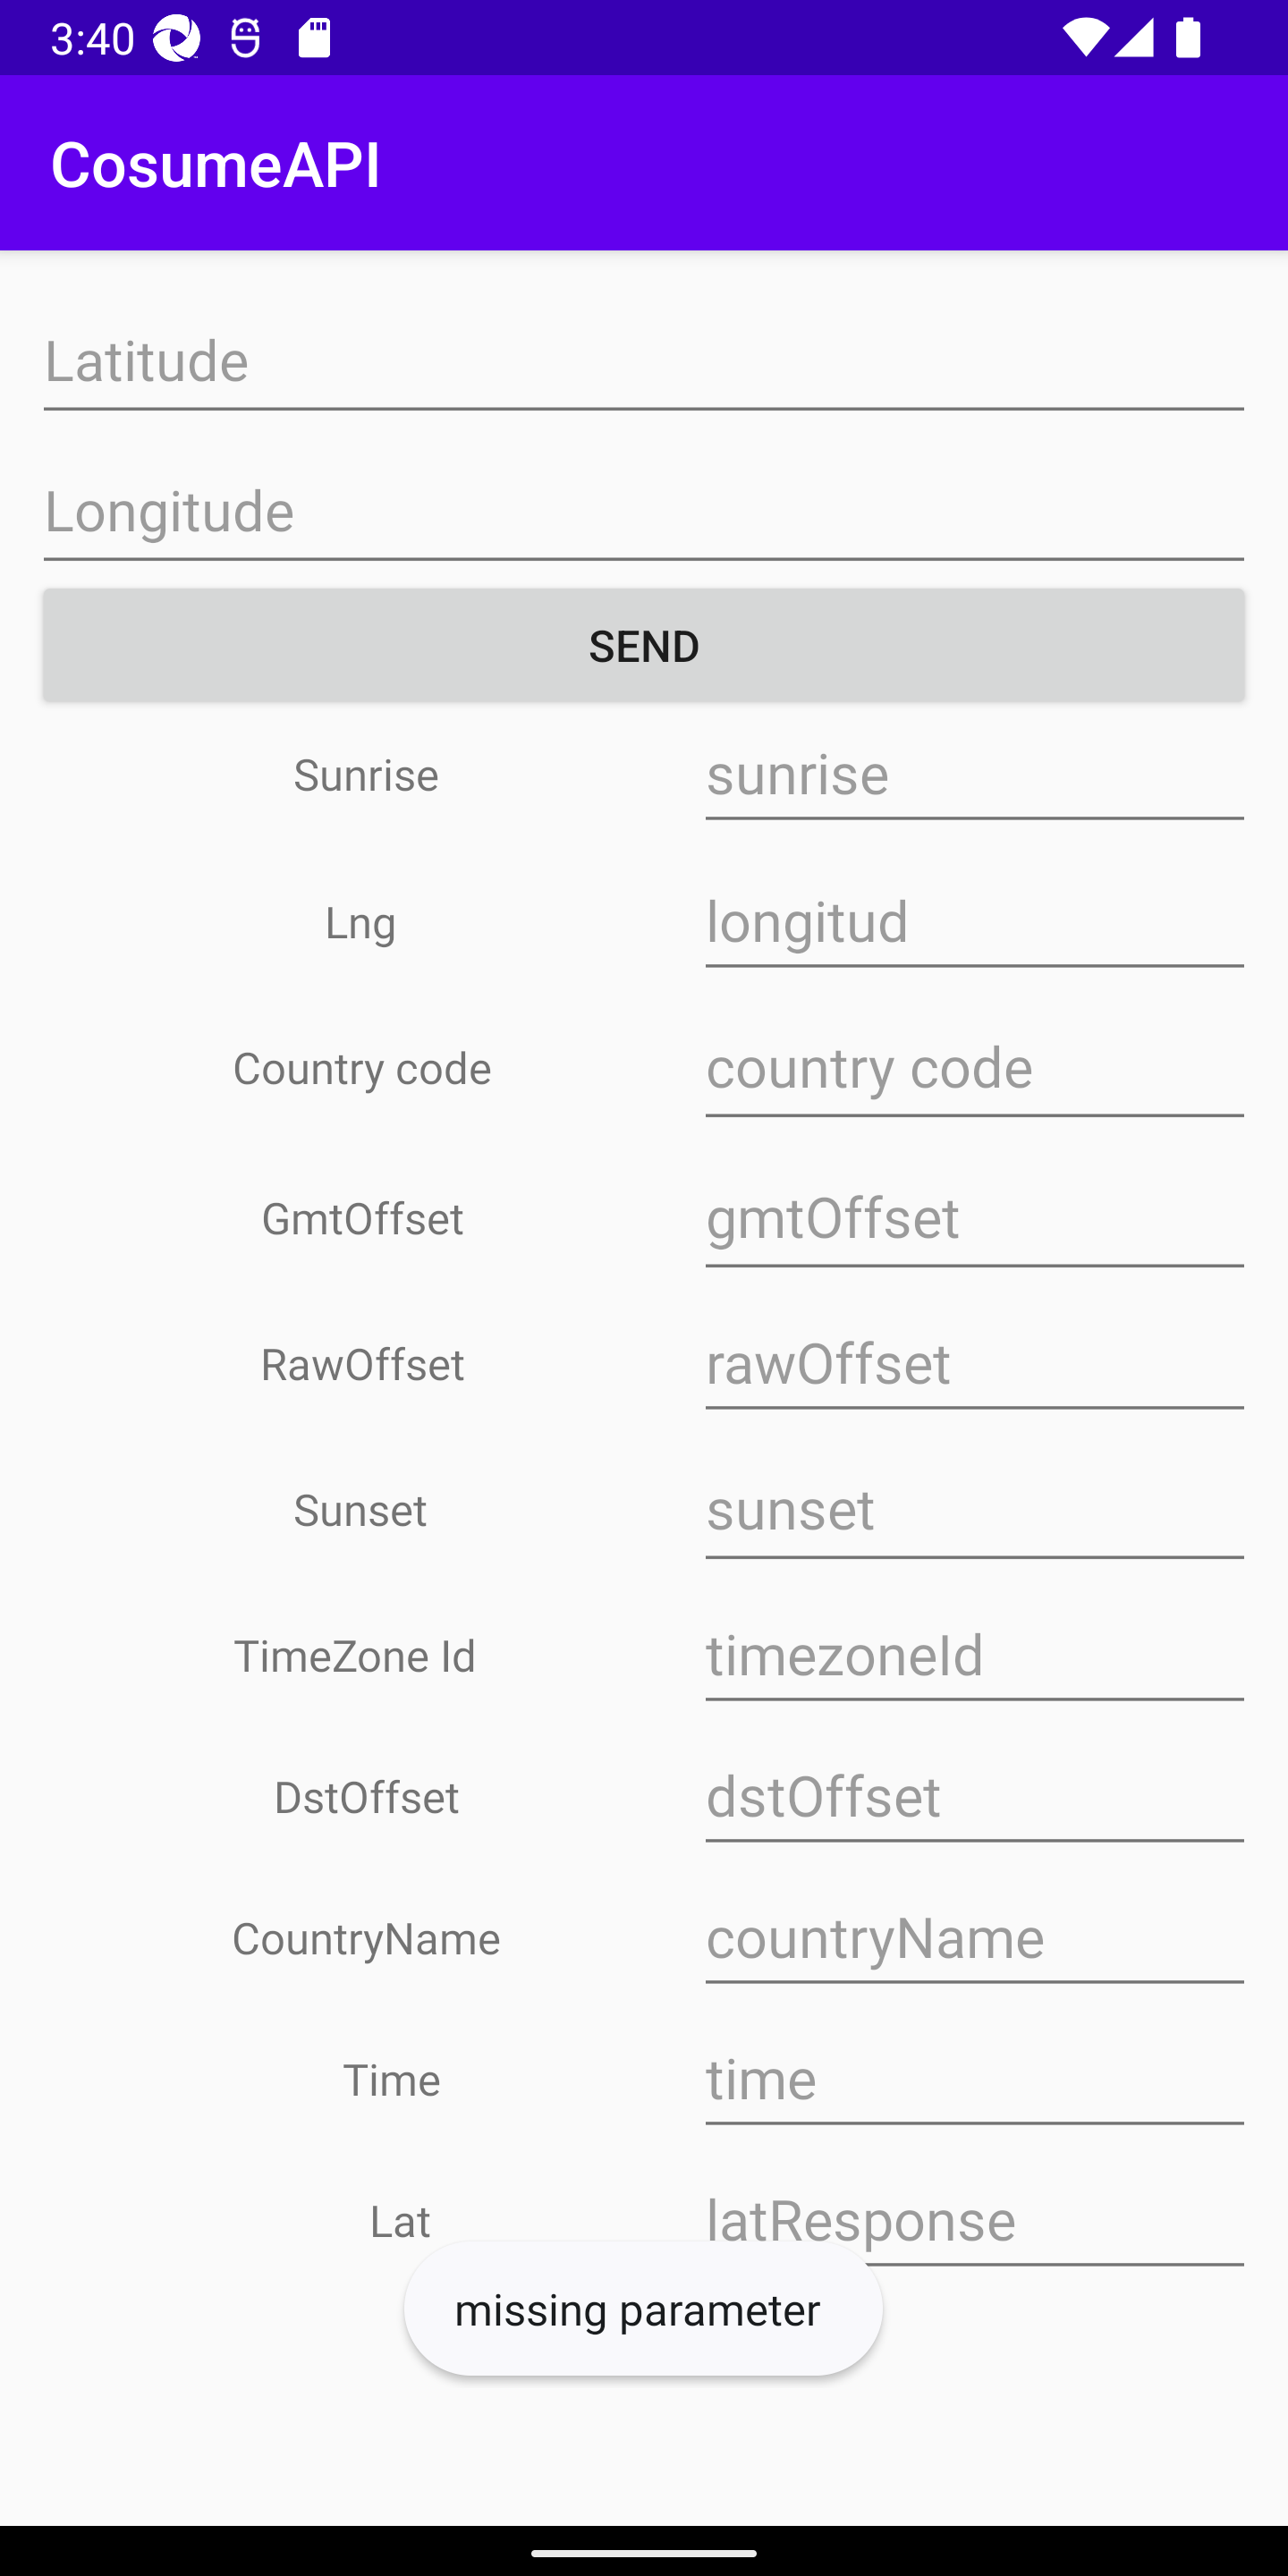 3:40
CosumeAPI
Latitude
Longitude
SEND
Sunrise sunrise
Lng longitud
Country code country code
GmtOffset gmtOffset
RawOffset rawOffset
Sunset sunset
TimeZone Id timezoneId
DstOffset dstOffset
CountryName countryName
Time time
Lat latResponse
missing parameter